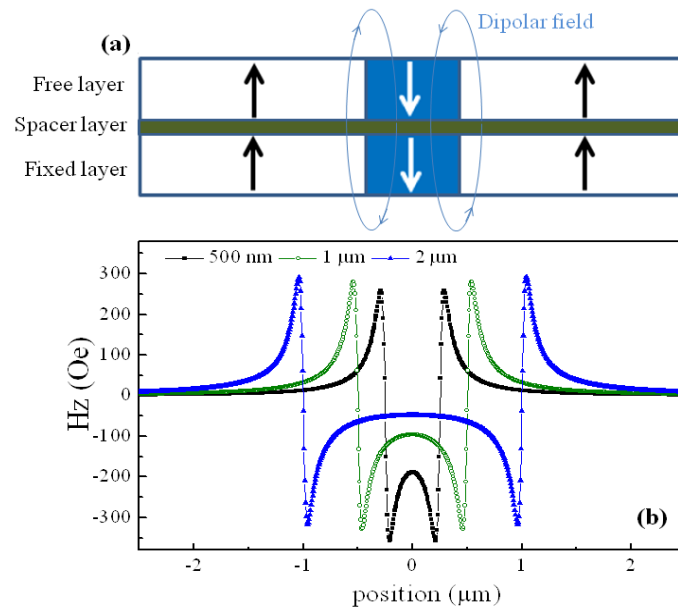 (a)
Dipolar field
Free layer
Spacer layer
Fixed layer
500 nm 1 μm 2 μm
300
200
100
0
-100
-200
-300
Hz (Oe)
(b)
-2 -1 0 1 2
position (μm)